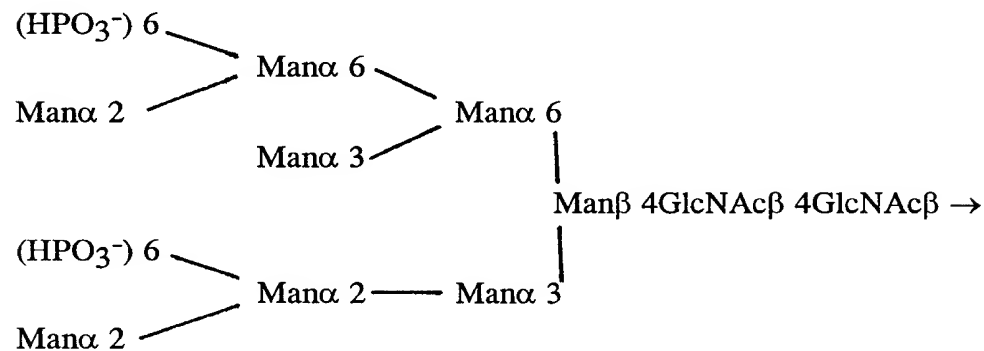 (HPO₃⁻) 6
Manα 6
Manα 2
Manα 6
Manα 3
Manβ 4GlcNAcβ 4GlcNAcβ →
(HPO₃⁻) 6
Manα 2
Manα 3
Manα 2